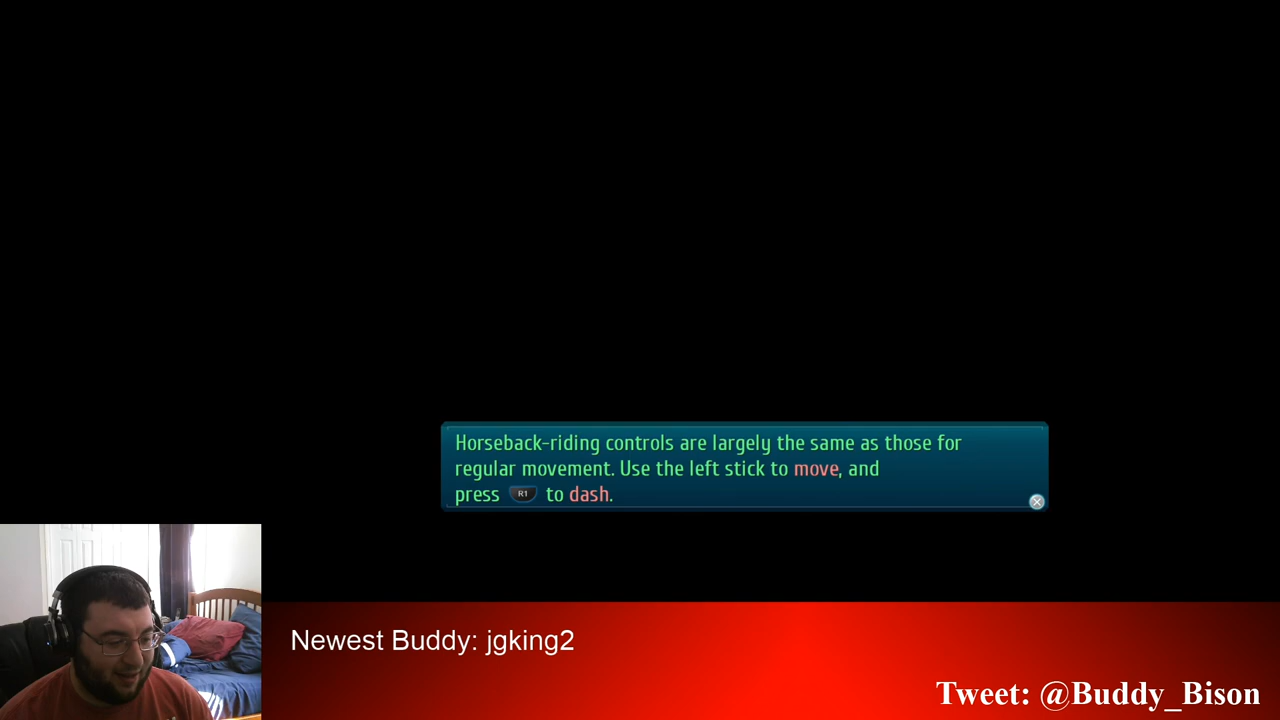 Horseback-riding controls are largely the same as those for
regular movement. Use the left stick to move, and
press R1 to dash.
Newest Buddy: jgking2
Tweet: @Buddy_Bison